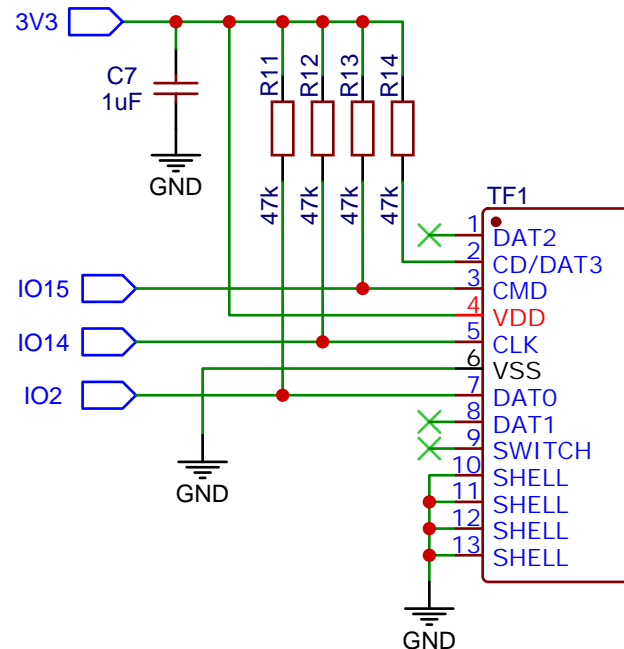 3V3
C7
1uF
GND
R11
R12
R13
R14
47k
47k
47k
47k
TF1
1 DAT2
2 CD/DAT3
IO15
3 CMD
4 VDD
IO14
5 CLK
6 VSS
IO2
7 DAT0
8 DAT1
9 SWITCH
GND
10 SHELL
11 SHELL
12 SHELL
13 SHELL
GND